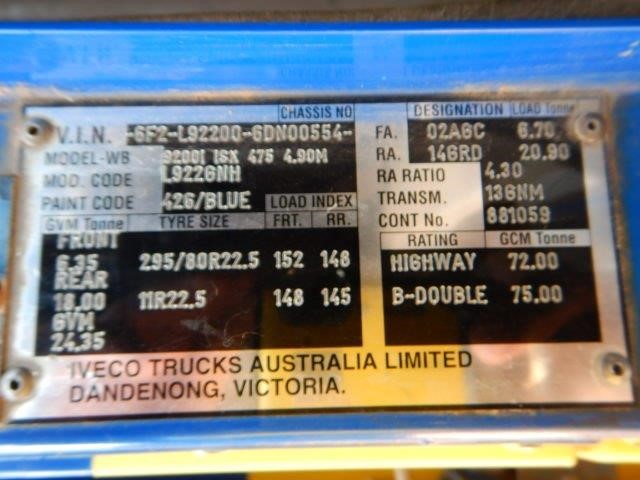 CHASSIS NO
V.I.N. -6F2-L92200-6DN00554-
MODEL-WB 9200I ISX 475 4.90M
MOD. CODE L9226NH
PAINT CODE 426/BLUE LOAD INDEX
GVM Tonne TYRE SIZE FRT. RR.
FRONT
6.35 295/80R22.5 152 148
REAR
18.00 11R22.5 148 145
GVM
24.35
DESIGNATION LOAD Tonne
FA. 02AGC 6.70
RA. 146RD 20.90
RA RATIO 4.30
TRANSM. 136NM
CONT No. 881059
RATING GCM Tonne
HIGHWAY 72.00
B-DOUBLE 75.00
IVECO TRUCKS AUSTRALIA LIMITED
DANDENONG, VICTORIA.